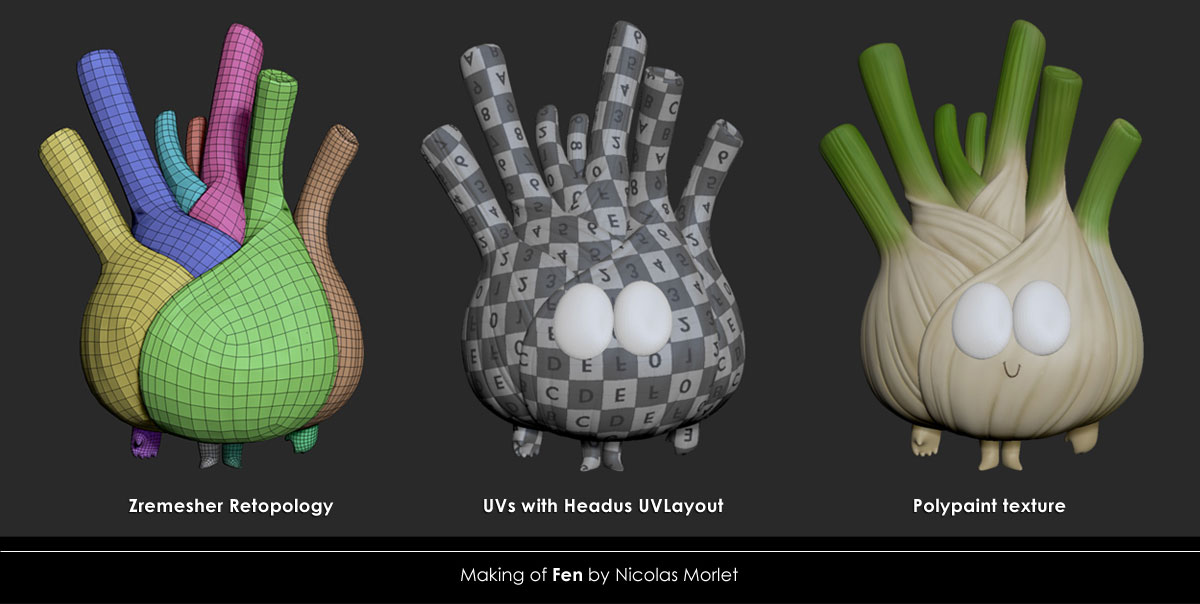 Zremesher Retopology
UVs with Headus UVLayout
Polypaint texture
Making of Fen by Nicolas Morlet